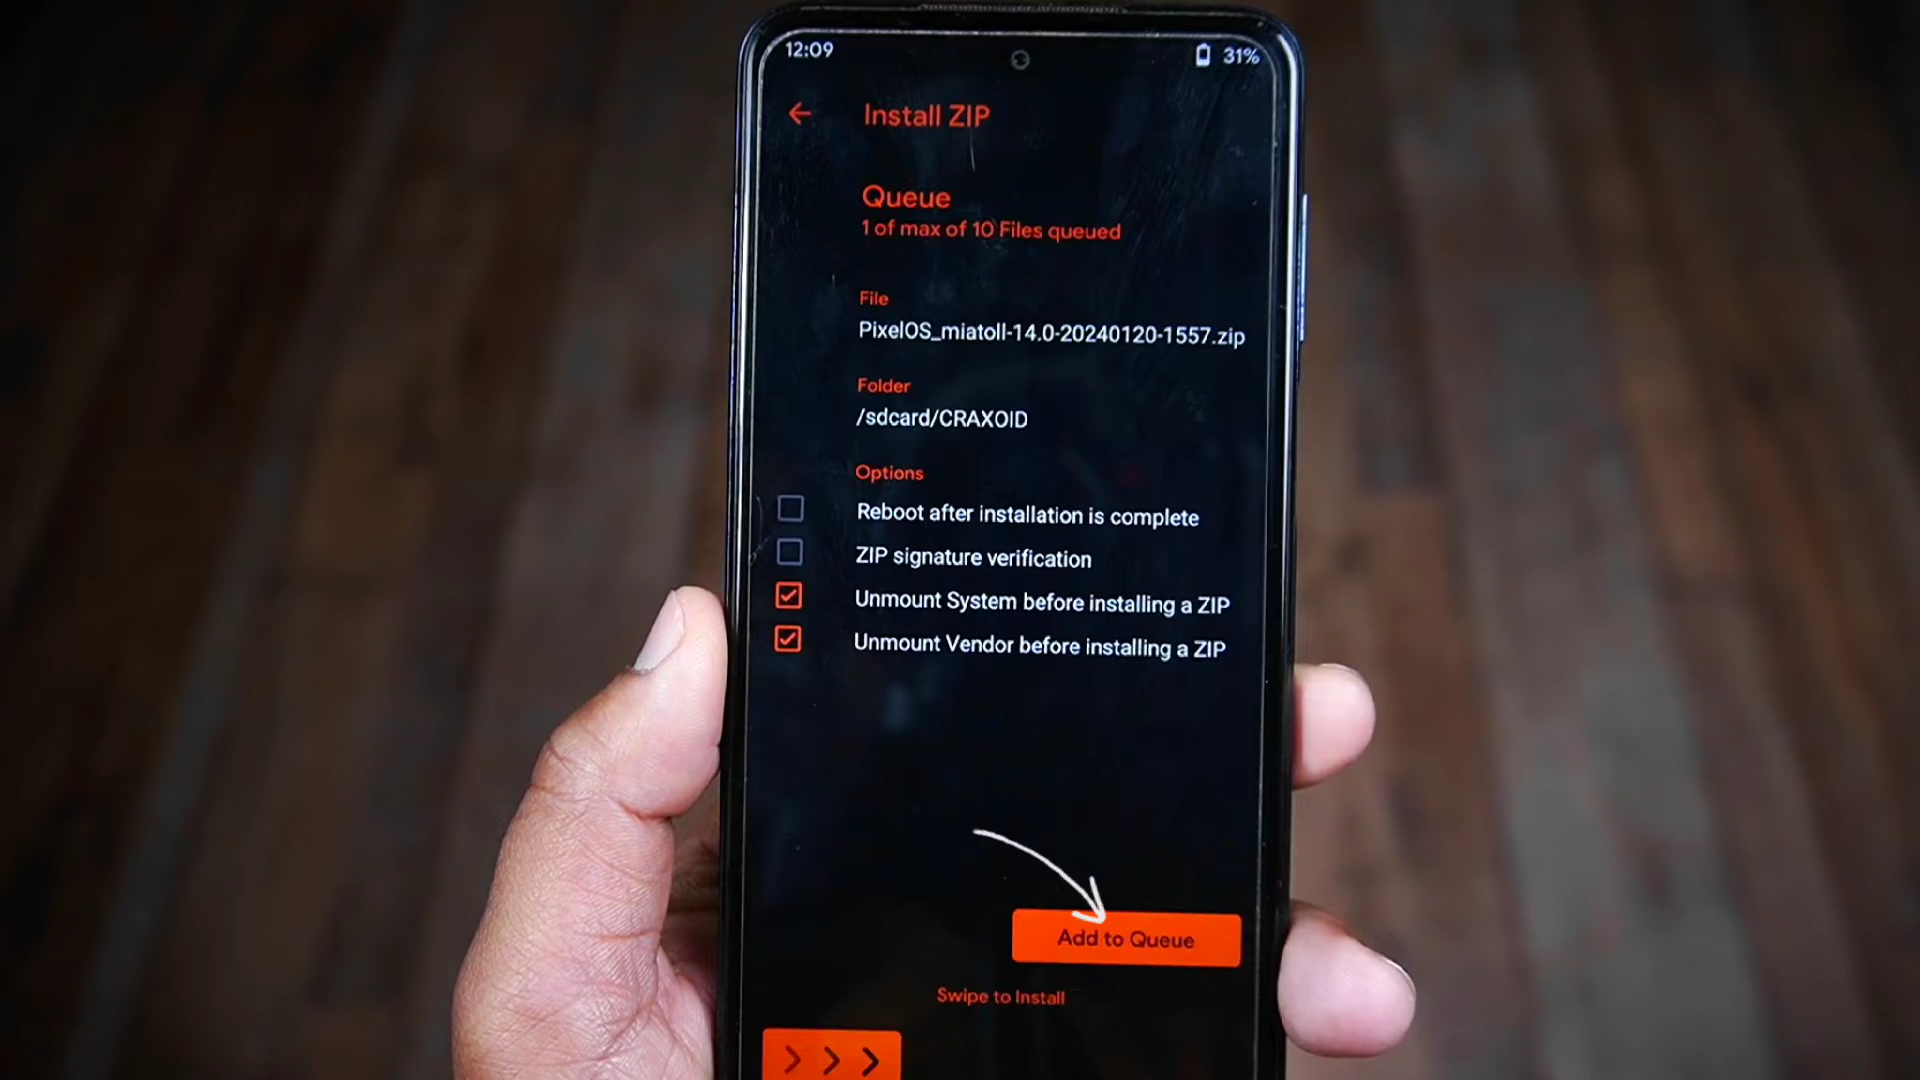 12:09
31%
Install ZIP
Queue
1 of max of 10 Files queued
File
PixelOS_miatoll-14.0-20240120-1557.zip
Folder
/sdcard/CRAXOID
Options
Reboot after installation is complete
ZIP signature verification
Unmount System before installing a ZIP
Unmount Vendor before installing a ZIP
Add to Queue
Swipe to Install